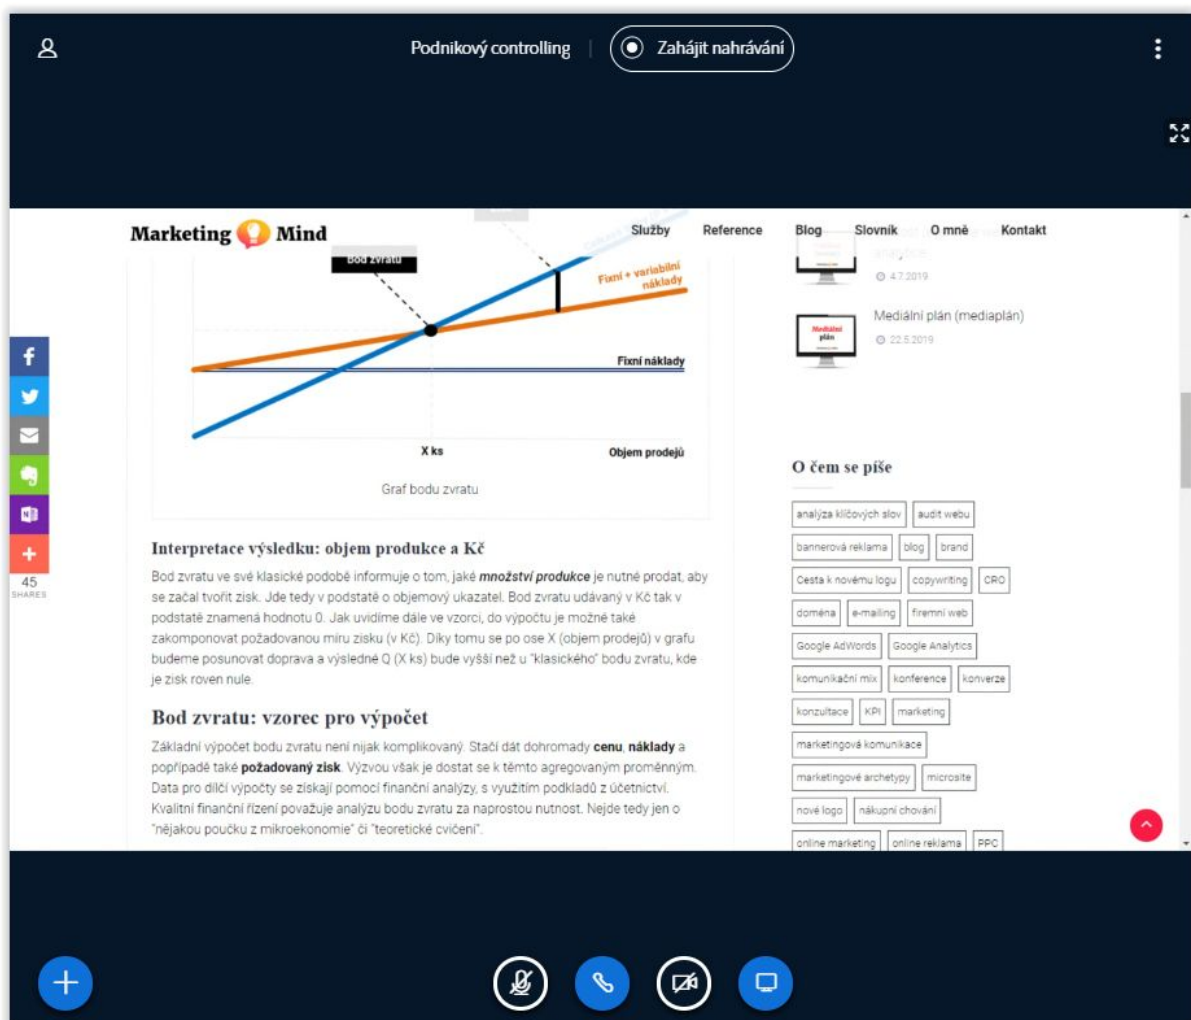 Podnikový controlling
Zahájit nahrávání
Marketing Mind
Služby Reference Blog Slovník O mně Kontakt
Bod zvratu
Fixní + variabilní
náklady
Fixní náklady
X ks
Objem prodejů
Graf bodu zvratu
45
SHARES
Interpretace výsledku: objem produkce a Kč
Bod zvratu ve své klasické podobě informuje o tom, jaké množství produkce je nutné prodat, aby
se začal tvořit zisk. Jde tedy v podstatě o objemový ukazatel. Bod zvratu udávaný v Kč tak v
podstatě znamená hodnotu 0. Jak uvidíme dále ve vzorci, do výpočtu je možné také
zakomponovat požadovanou míru zisku (v Kč). Díky tomu se po ose X (objem prodejů) v grafu
budeme posunovat doprava a výsledné Q (X ks) bude vyšší než u "klasického" bodu zvratu, kde
je zisk roven nule.
Bod zvratu: vzorec pro výpočet
Základní výpočet bodu zvratu není nijak komplikovaný. Stačí dát dohromady cenu, náklady a
popřípadě také požadovaný zisk. Výzvou však je dostat se k těmto agregovaným proměnným.
Data pro dílčí výpočty se získají pomocí finanční analýzy, s využitím podkladů z účetnictví.
Kvalitní finanční řízení považuje analýzu bodu zvratu za naprostou nutnost. Nejde tedy jen o
"nějakou poučku z mikroekonomie" či "teoretické cvičení".
4.7.2019
Mediální
plán
Mediální plán (mediaplán)
22.5.2019
O čem se píše
analýza klíčových slov audit webu
bannerová reklama blog brand
Cesta k novému logu copywriting CRO
doména e-mailing firemní web
Google AdWords Google Analytics
komunikační mix konference konverze
konzultace KPI marketing
marketingová komunikace
marketingové archetypy microsite
nové logo nákupní chování
online marketing online reklama PPC